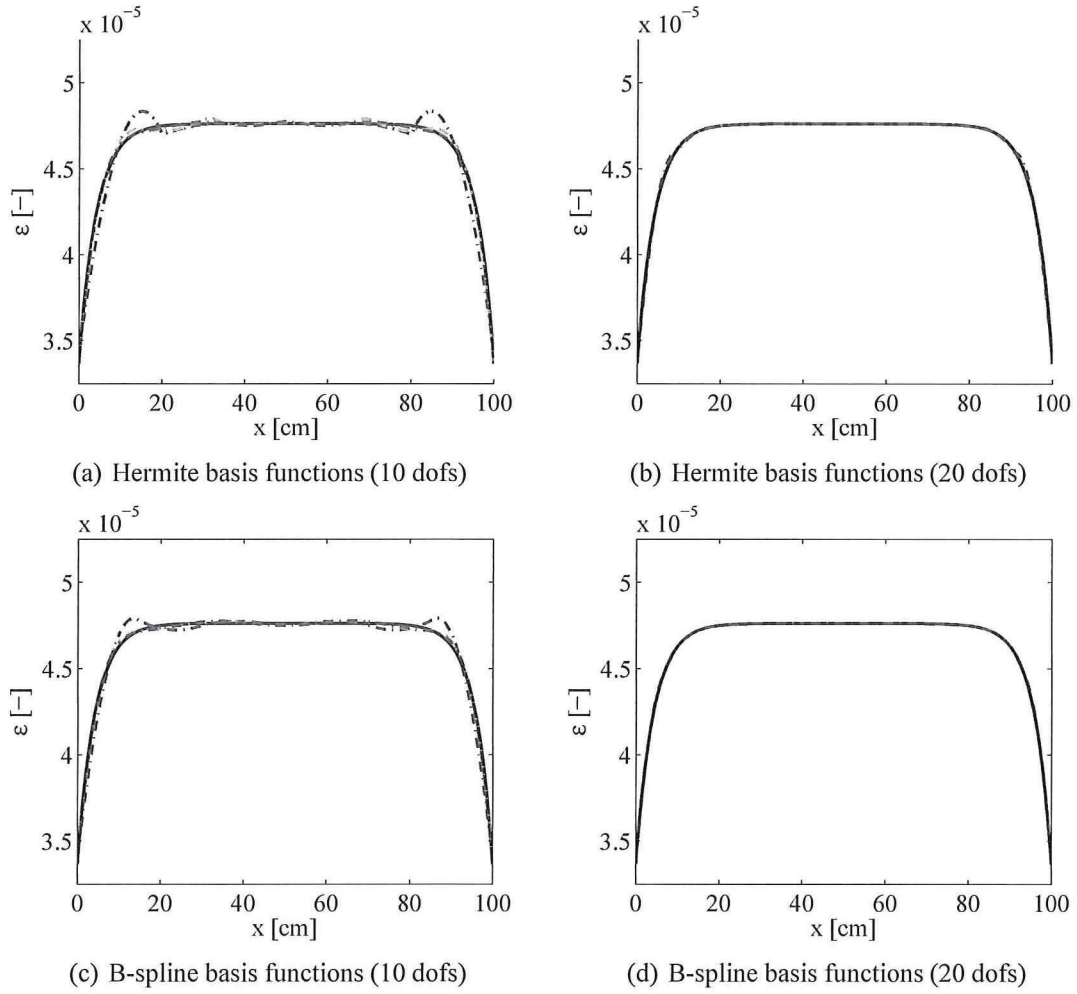 x 10⁻⁵
x 10⁻⁵
5
4.5
4
3.5
ε [−]
0 20 40 60 80 100
x [cm]
5
4.5
4
3.5
ε [−]
0 20 40 60 80 100
x [cm]
(a) Hermite basis functions (10 dofs)
(b) Hermite basis functions (20 dofs)
x 10⁻⁵
x 10⁻⁵
5
4.5
4
3.5
ε [−]
0 20 40 60 80 100
x [cm]
5
4.5
4
3.5
ε [−]
0 20 40 60 80 100
x [cm]
(c) B-spline basis functions (10 dofs)
(d) B-spline basis functions (20 dofs)